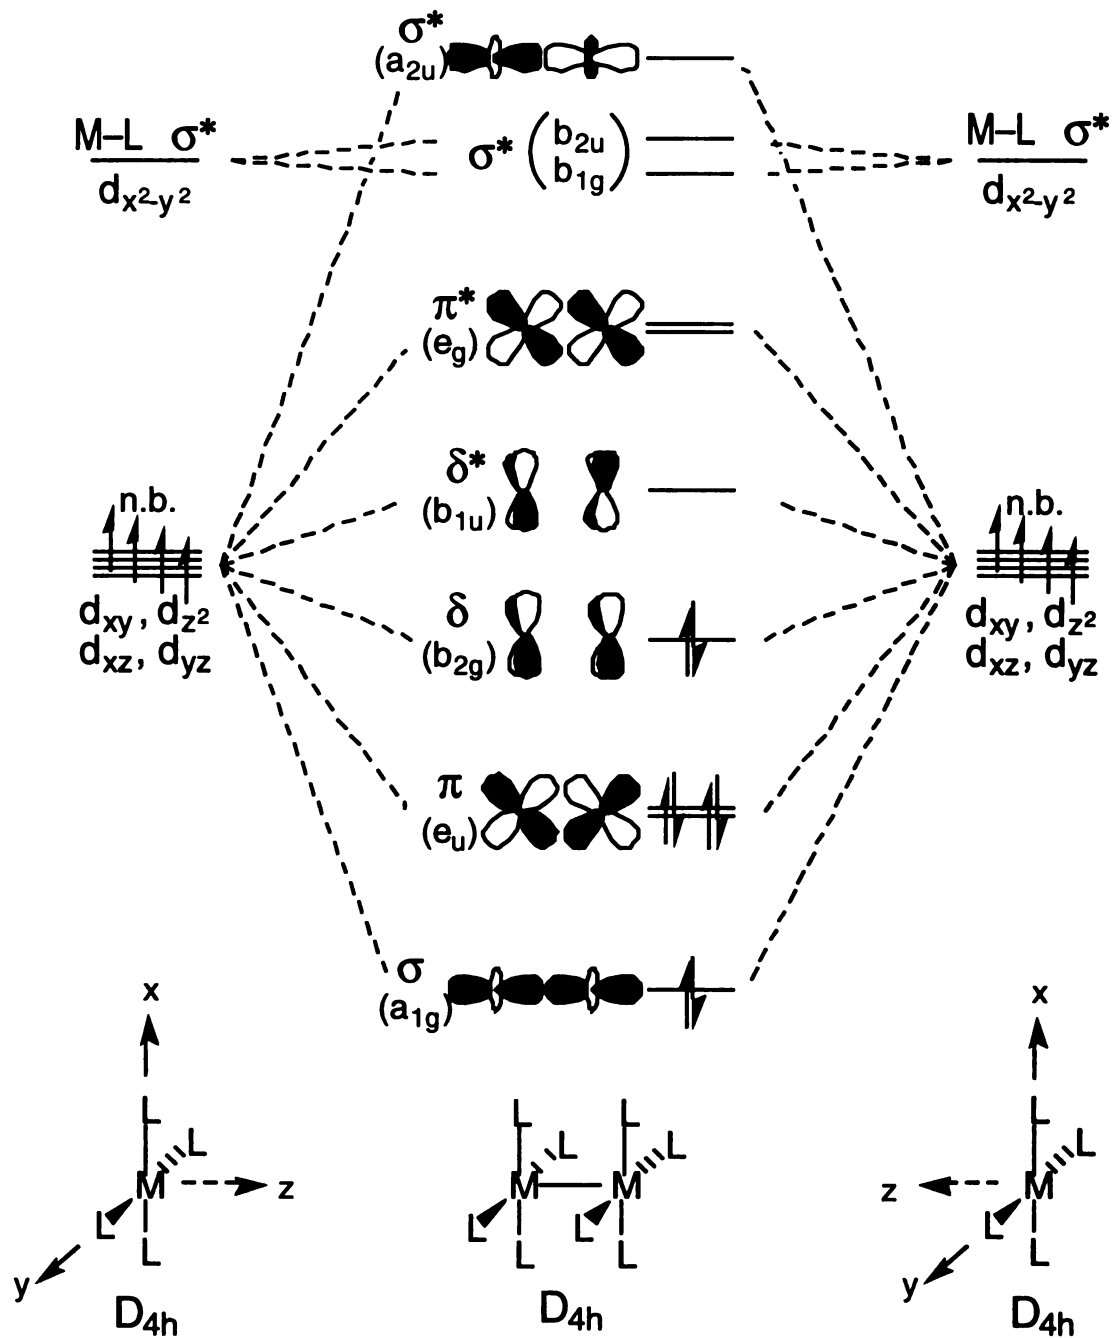 σ*
(a2u)
M–L σ*
dx²-y²
σ* (b2u
b1g)
M–L σ*
dx²-y²
π*
(eg)
δ*
(b1u)
n.b.
dxy, dz²
dxz, dyz
n.b.
dxy, dz²
dxz, dyz
δ
(b2g)
π
(eu)
σ
(a1g)
x
L
L
M
z
L
L
y
D4h
L
L
L
L
M
M
L
L
L
L
D4h
x
L
L
z
M
L
L
y
D4h